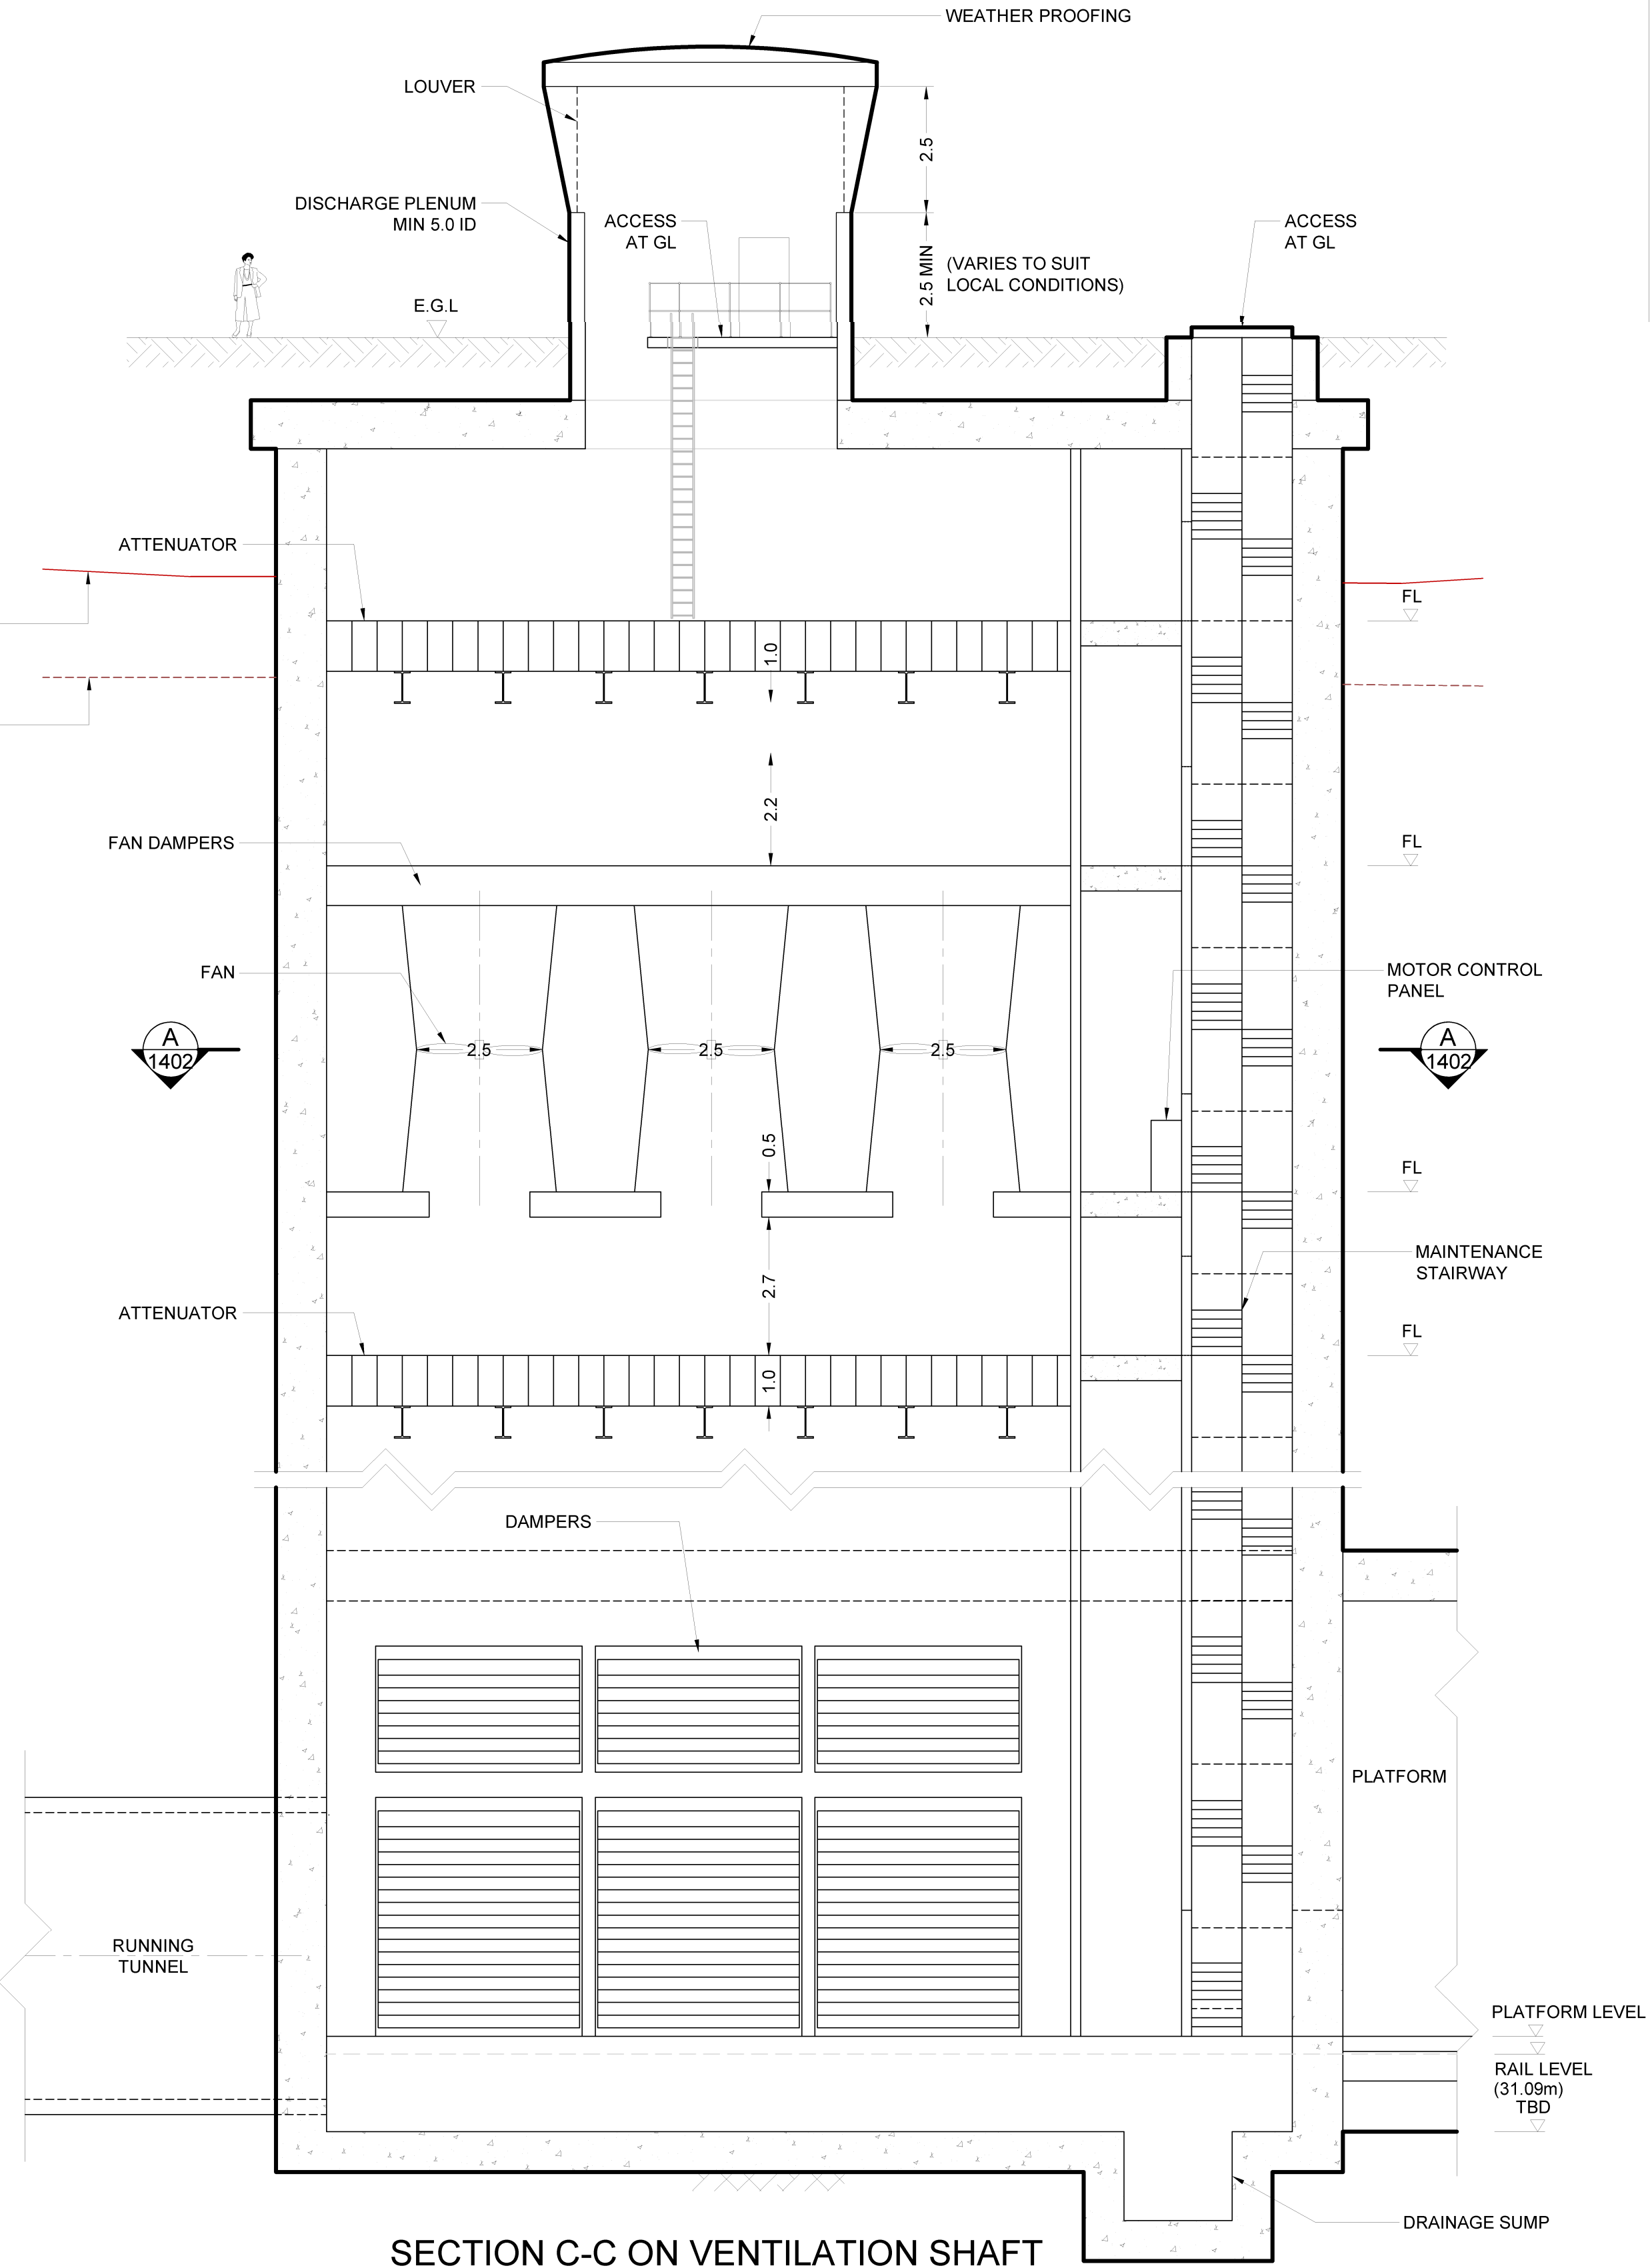 WEATHER PROOFING
LOUVER
2.5
DISCHARGE PLENUM
MIN 5.0 ID
ACCESS
AT GL
ACCESS
AT GL
2.5 MIN
(VARIES TO SUIT
LOCAL CONDITIONS)
E.G.L
ATTENUATOR
FL
1.0
2.2
FAN DAMPERS
FL
FAN
MOTOR CONTROL
PANEL
A
1402
2.5
2.5
2.5
A
1402
0.5
FL
MAINTENANCE
STAIRWAY
2.7
ATTENUATOR
FL
1.0
DAMPERS
PLATFORM
RUNNING
TUNNEL
PLATFORM LEVEL
RAIL LEVEL
(31.09m)
TBD
DRAINAGE SUMP
SECTION C-C ON VENTILATION SHAFT